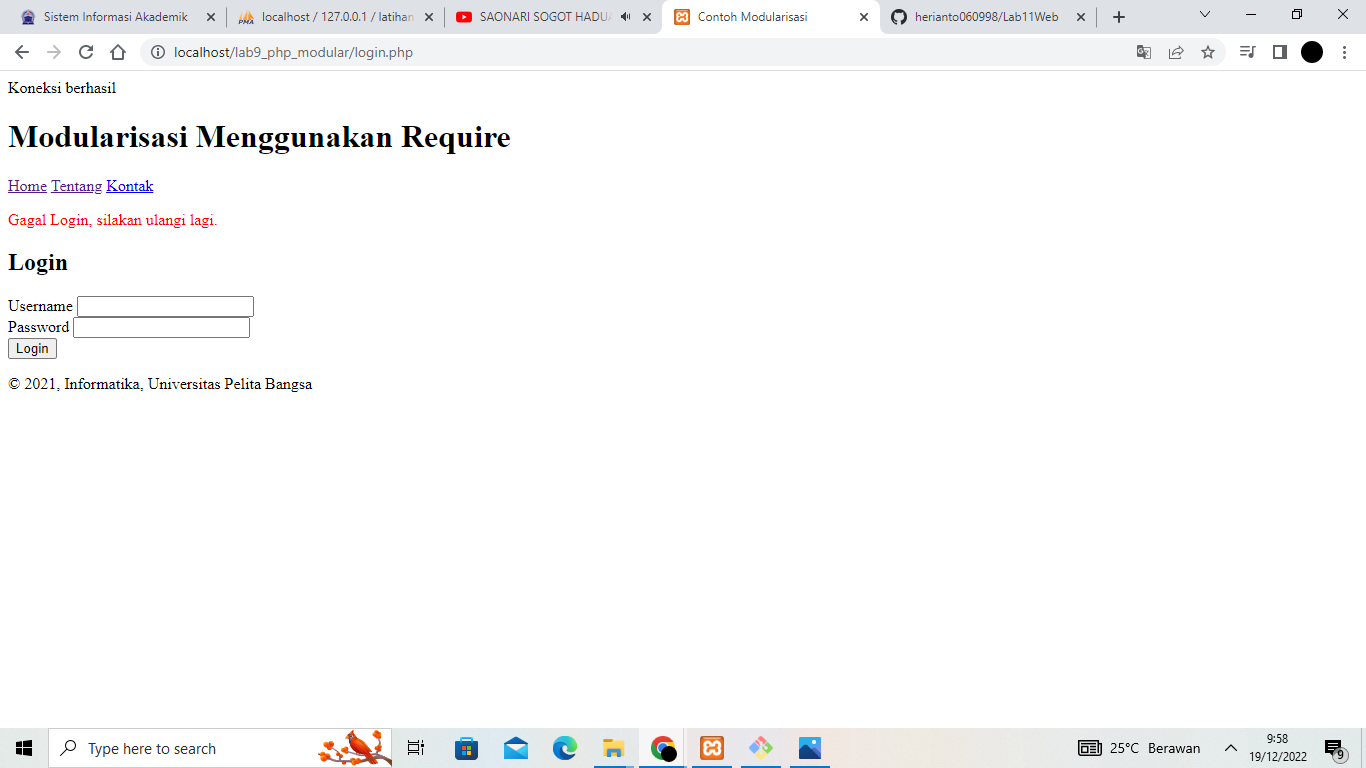 Sistem Informasi Akademik
localhost / 127.0.0.1 / latihan
SAONARI SOGOT HADUA
Contoh Modularisasi
herianto060998/Lab11Web
localhost/lab9_php_modular/login.php
Koneksi berhasil
Modularisasi Menggunakan Require
Home Tentang Kontak
Gagal Login, silakan ulangi lagi.
Login
Username
Password
Login
© 2021, Informatika, Universitas Pelita Bangsa
Type here to search
25°C Berawan
9:58
19/12/2022
9